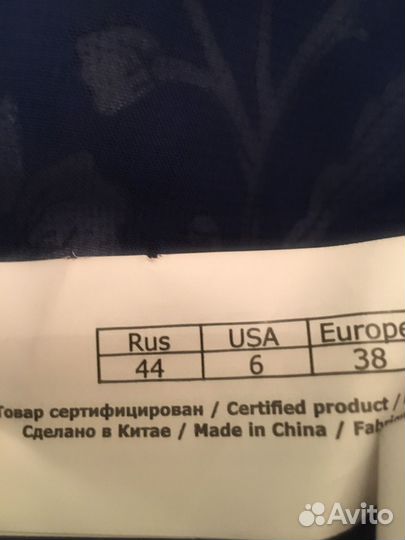 Rus USA Europe
44 6 38
Товар сертифицирован / Certified product /
Сделано в Китае / Made in China /
Avito